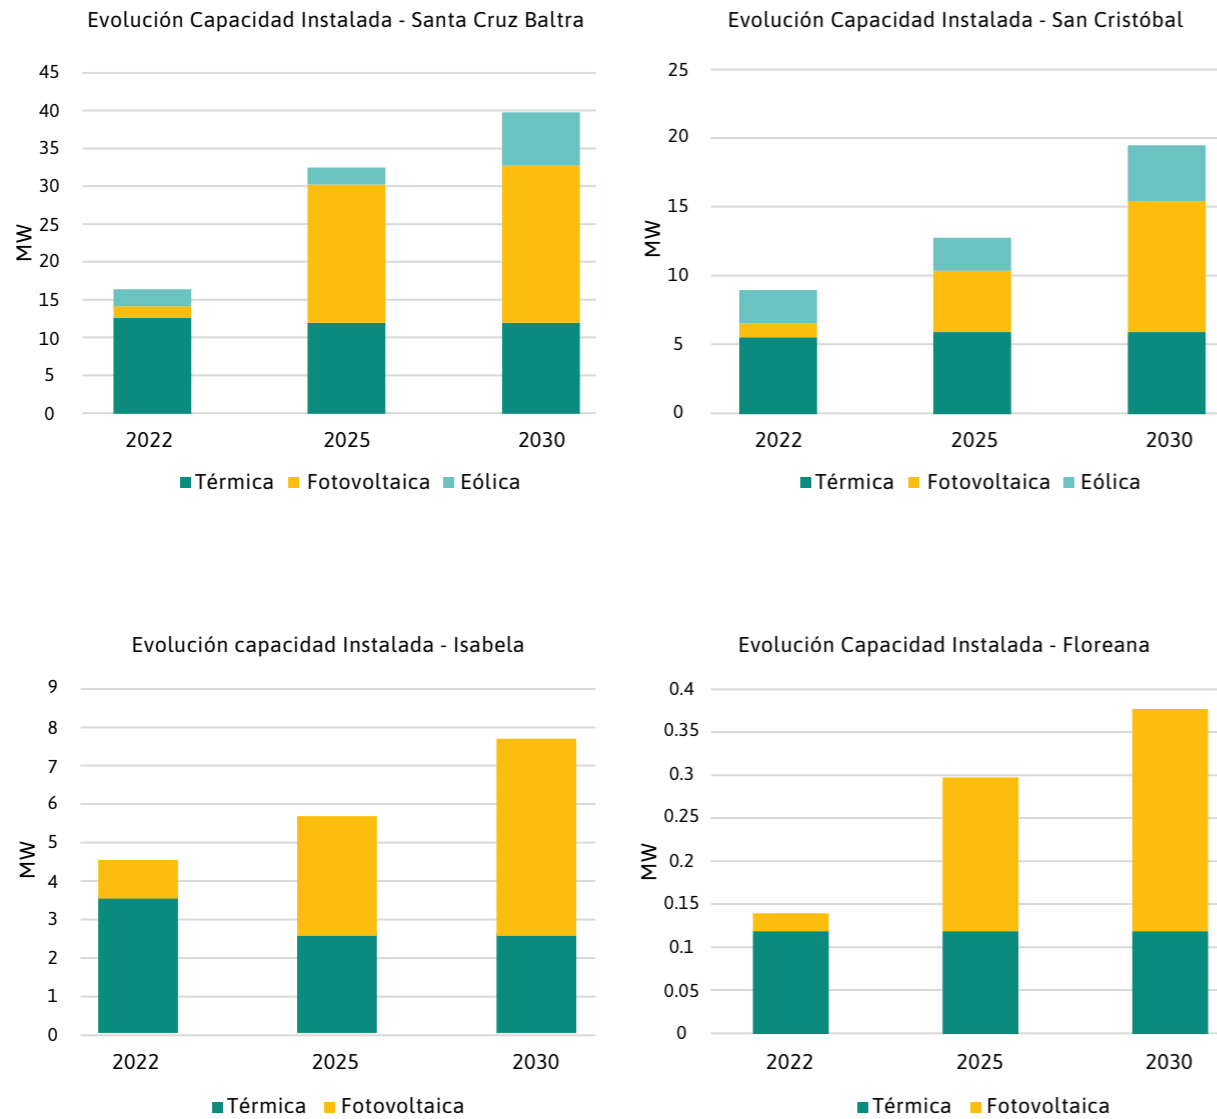 Evolución Capacidad Instalada - Santa Cruz Baltra
45
40
35
30
25
20
15
10
5
0
MW
2022 2025 2030
Térmica Fotovoltaica Eólica
Evolución Capacidad Instalada - San Cristóbal
25
20
15
10
5
0
MW
2022 2025 2030
Térmica Fotovoltaica Eólica
Evolución capacidad Instalada - Isabela
9
8
7
6
5
4
3
2
1
0
MW
2022 2025 2030
Térmica Fotovoltaica
Evolución Capacidad Instalada - Floreana
0.4
0.35
0.3
0.25
0.2
0.15
0.1
0.05
0
MW
2022 2025 2030
Térmica Fotovoltaica